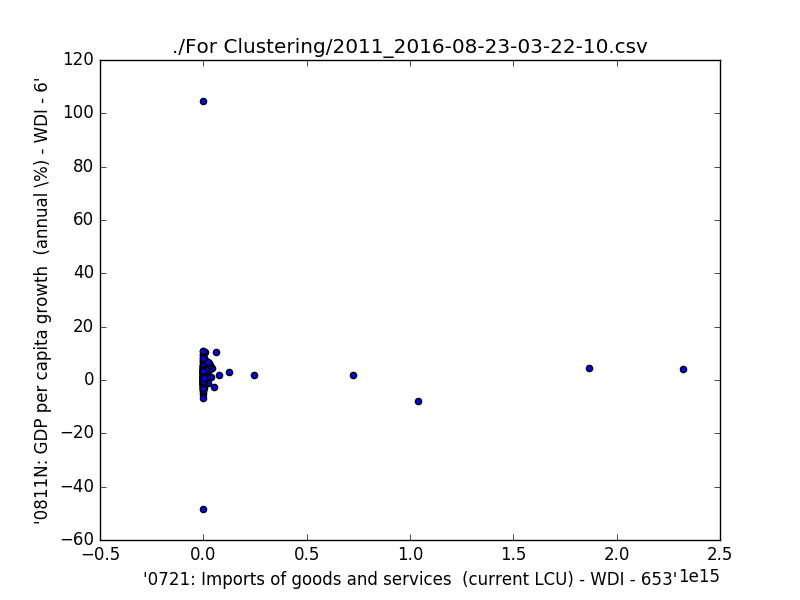 ./For Clustering/2011_2016-08-23-03-22-10.csv
'0811N: GDP per capita growth  (annual \%) - WDI - 6'
120
100
80
60
40
20
0
−20
−40
−60
−0.5 0.0 0.5 1.0 1.5 2.0 2.5
'0721: Imports of goods and services  (current LCU) - WDI - 653' 1e15